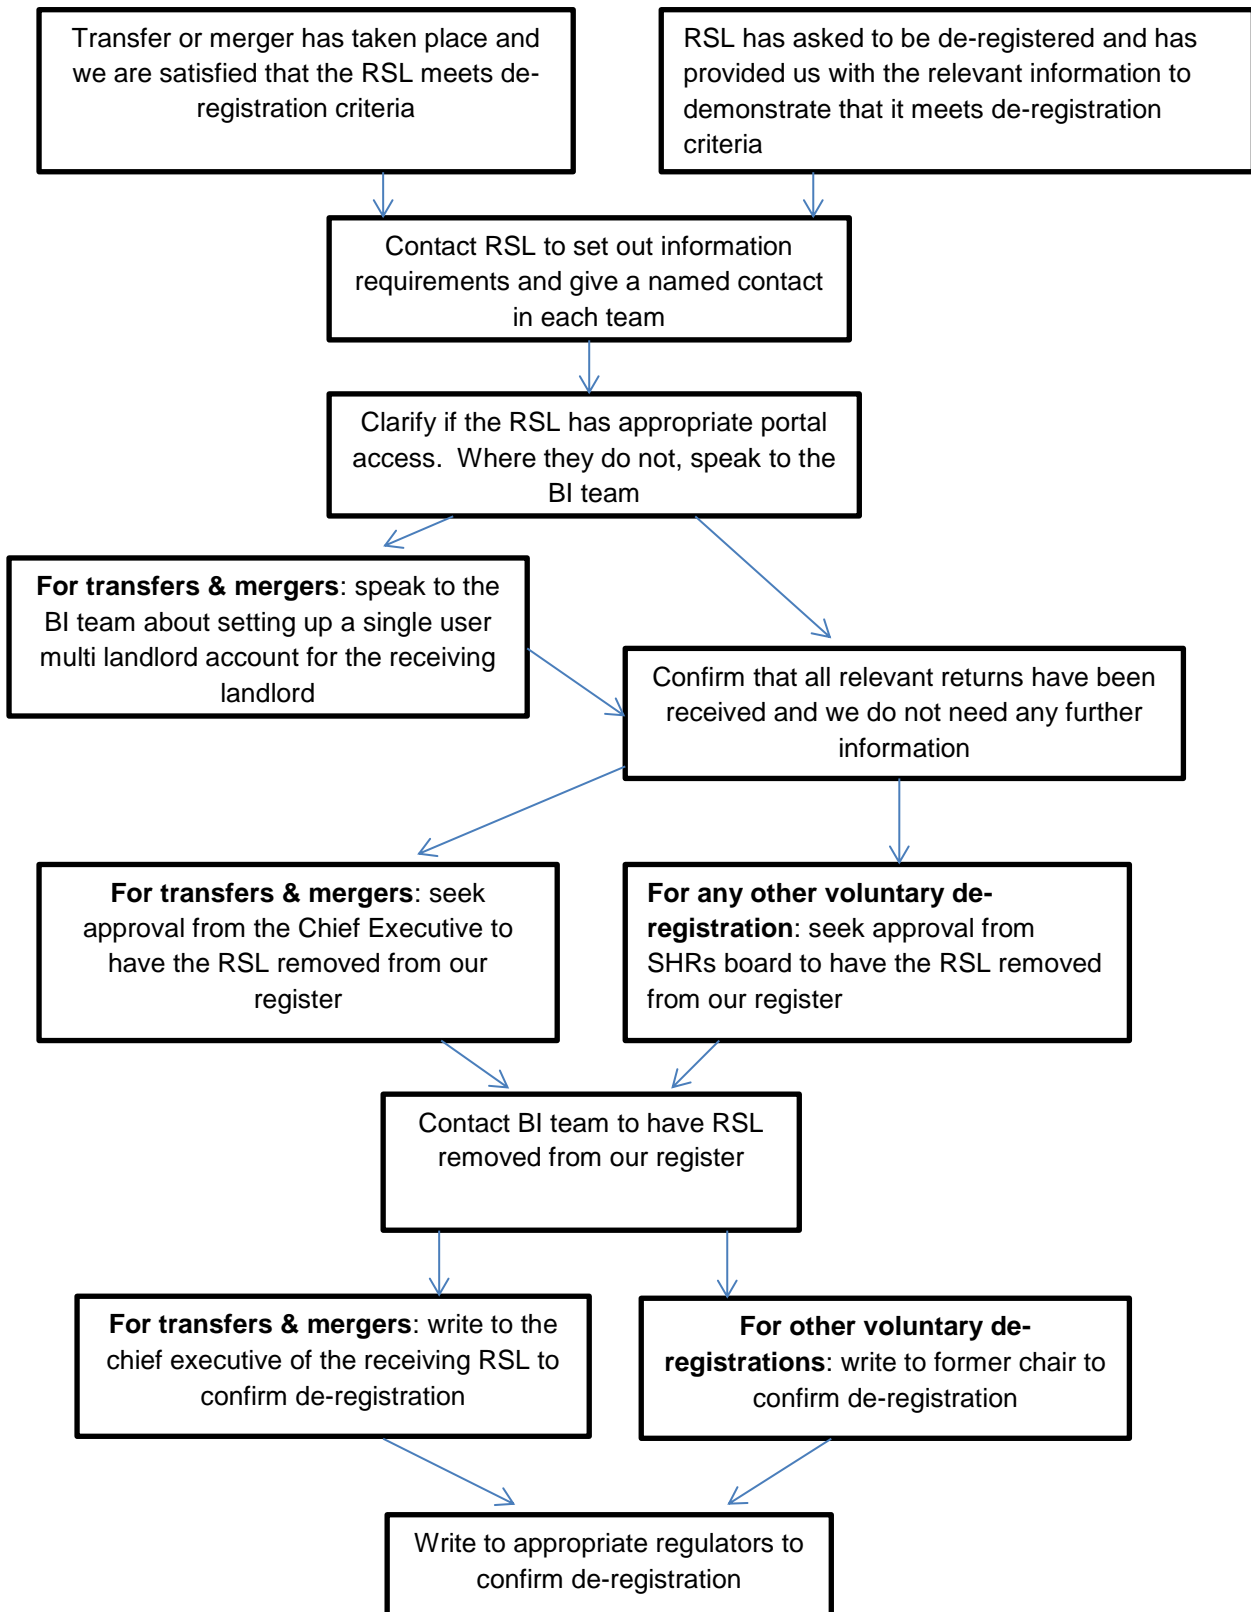 Transfer or merger has taken place and
we are satisfied that the RSL meets de-
registration criteria
RSL has asked to be de-registered and has
provided us with the relevant information to
demonstrate that it meets de-registration
criteria
Contact RSL to set out information
requirements and give a named contact
in each team
Clarify if the RSL has appropriate portal
access.  Where they do not, speak to the
BI team
For transfers & mergers: speak to the
BI team about setting up a single user
multi landlord account for the receiving
landlord
Confirm that all relevant returns have been
received and we do not need any further
information
For transfers & mergers: seek
approval from the Chief Executive to
have the RSL removed from our
register
For any other voluntary de-
registration: seek approval from
SHRs board to have the RSL removed
from our register
Contact BI team to have RSL
removed from our register
For transfers & mergers: write to the
chief executive of the receiving RSL to
confirm de-registration
For other voluntary de-
registrations: write to former chair to
confirm de-registration
Write to appropriate regulators to
confirm de-registration